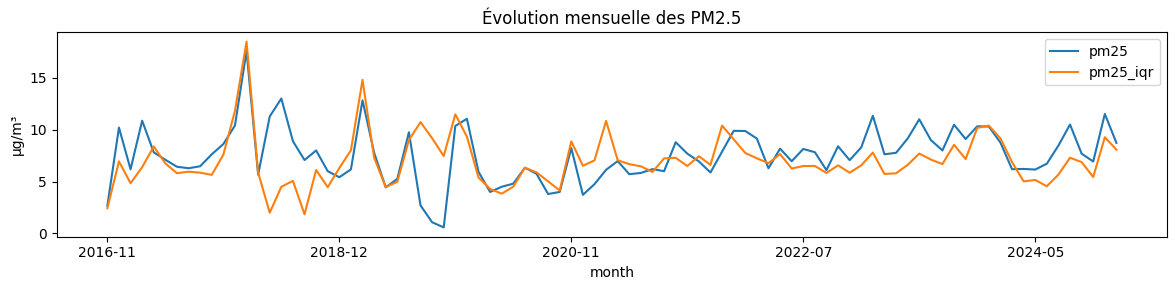 Évolution mensuelle des PM2.5
pm25
pm25_iqr
µg/m³
15
10
5
0
2016-11
2018-12
2020-11
2022-07
2024-05
month